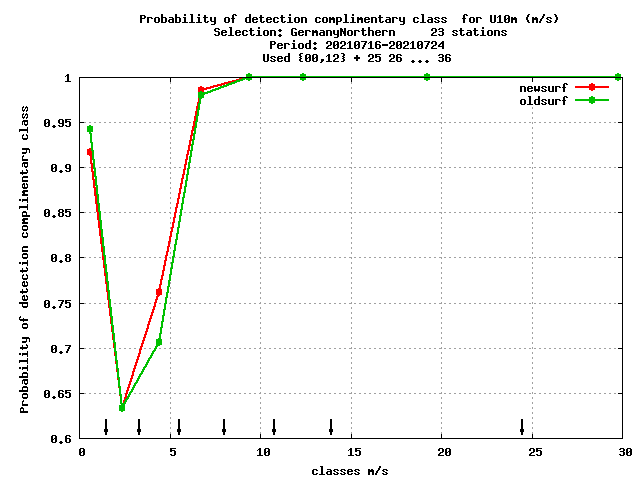 Probability of detection complimentary class  for U10m (m/s)
Selection: GermanyNorthern     23 stations
Period: 20210716-20210724
Used {00,12} + 25 26 ... 36
newsurf
oldsurf
Probability of detection complimentary class
1
0.95
0.9
0.85
0.8
0.75
0.7
0.65
0.6
0 5 10 15 20 25 30
classes m/s